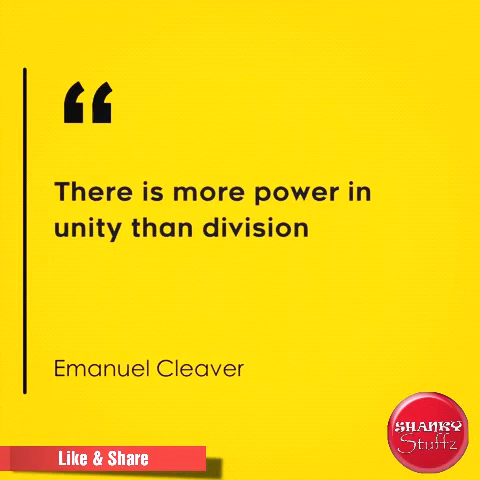 “
There is more power in
unity than division
Emanuel Cleaver
SHANKY
Stuffz
Like & Share